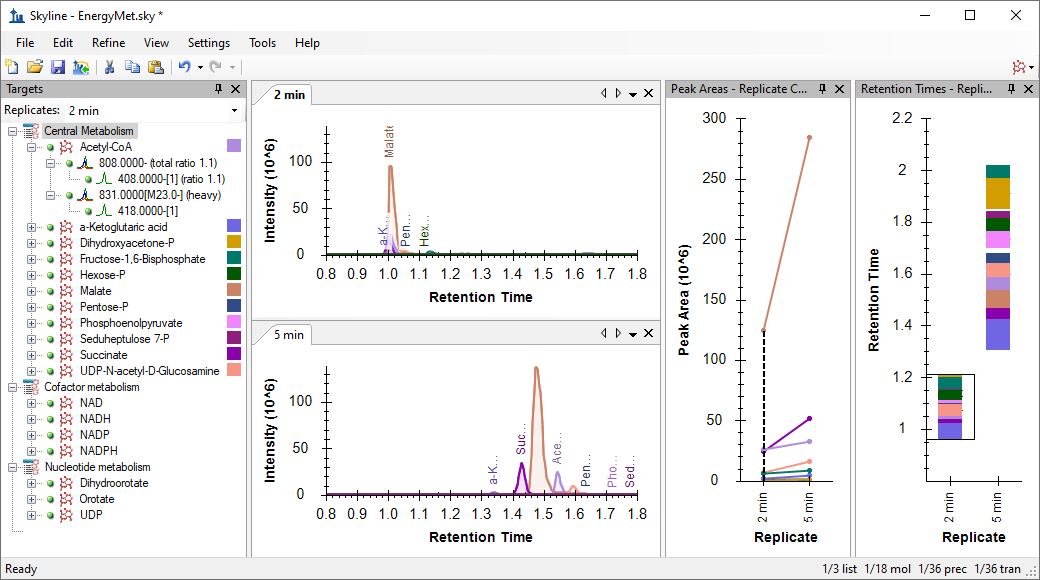 Skyline - EnergyMet.sky *
File Edit Refine View Settings Tools Help
Targets
Replicates: 2 min
Central Metabolism
Acetyl-CoA
808.0000- (total ratio 1.1)
408.0000-[1] (ratio 1.1)
831.0000[M23.0-] (heavy)
418.0000-[1]
a-Ketoglutaric acid
Dihydroxyacetone-P
Fructose-1,6-Bisphosphate
Hexose-P
Malate
Pentose-P
Phosphoenolpyruvate
Seduheptulose 7-P
Succinate
UDP-N-acetyl-D-Glucosamine
Cofactor metabolism
NAD
NADH
NADP
NADPH
Nucleotide metabolism
Dihydroorotate
Orotate
UDP
2 min
Intensity (10^6)
100
50
0
Malate
a-K...
Pen...
Hex...
0.8 0.9 1.0 1.1 1.2 1.3 1.4 1.5 1.6 1.7 1.8
Retention Time
5 min
Intensity (10^6)
100
50
0
a-K...
Suc...
Ace...
Pen...
Pho...
Sed...
0.8 0.9 1.0 1.1 1.2 1.3 1.4 1.5 1.6 1.7 1.8
Retention Time
Peak Areas - Replicate C...
Peak Area (10^6)
300
250
200
150
100
50
0
2 min
5 min
Replicate
Retention Times - Repli...
Retention Time
2.2
2
1.8
1.6
1.4
1.2
1
2 min
5 min
Replicate
Ready
1/3 list 1/18 mol 1/36 prec 1/36 tran